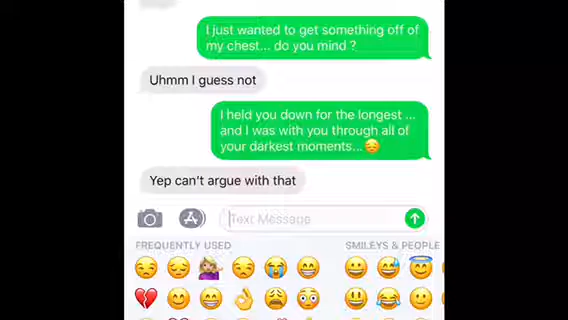 I just wanted to get something off of
my chest... do you mind ?
Uhmm I guess not
I held you down for the longest ...
and I was with you through all of
your darkest moments...😔
Yep can't argue with that
Text Message
FREQUENTLY USED
SMILEYS & PEOPLE